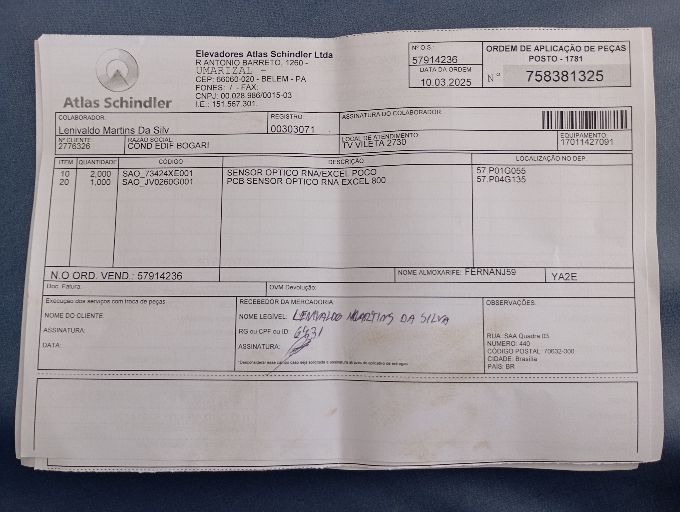 Atlas Schindler
Elevadores Atlas Schindler Ltda
R ANTONIO BARRETO, 1260 -
UMARIZAL -
CEP: 66060-020 - BELEM - PA
FONES: / - FAX:
CNPJ: 00.028.986/0015-03
I.E.: 151.567.301.
Nº O.S.
57914236
DATA DA ORDEM
10.03.2025
ORDEM DE APLICAÇÃO DE PEÇAS
POSTO - 1781
N° 758381325
COLABORADOR
Lenivaldo Martins Da Silv
REGISTRO
00303071
ASSINATURA DO COLABORADOR
Nº CLIENTE
2776326
RAZAO SOCIAL
COND EDIF BOGARI
LOCAL DE ATENDIMENTO
TV VILETA 2730
EQUIPAMENTO:
17011427091
ITEM QUANTIDADE CÓDIGO DESCRIÇÃO LOCALIZAÇÃO NO DEP.
10 2,000 SAO_73424XE001 SENSOR OPTICO RNA/EXCEL POCO 57.P01G055
20 1,000 SAO_JV0260G001 PCB SENSOR OPTICO RNA EXCEL 800 57.P04G135
N.O ORD. VEND.: 57914236
NOME ALMOXARIFE: FERNANJ59
YA2E
Doc. Fatura:
OVM Devolução:
Execução dos serviços com troca de peças
NOME DO CLIENTE:
ASSINATURA:
DATA:
RECEBEDOR DA MERCADORIA:
NOME LEGÍVEL: LENIVALDO MARTINS DA SILVA
RG ou CPF ou ID: 6431
ASSINATURA:
OBSERVAÇÕES:
RUA: SAA Quadra 03
NUMERO: 440
CÓDIGO POSTAL: 70632-300
CIDADE: Brasília
PAÍS: BR